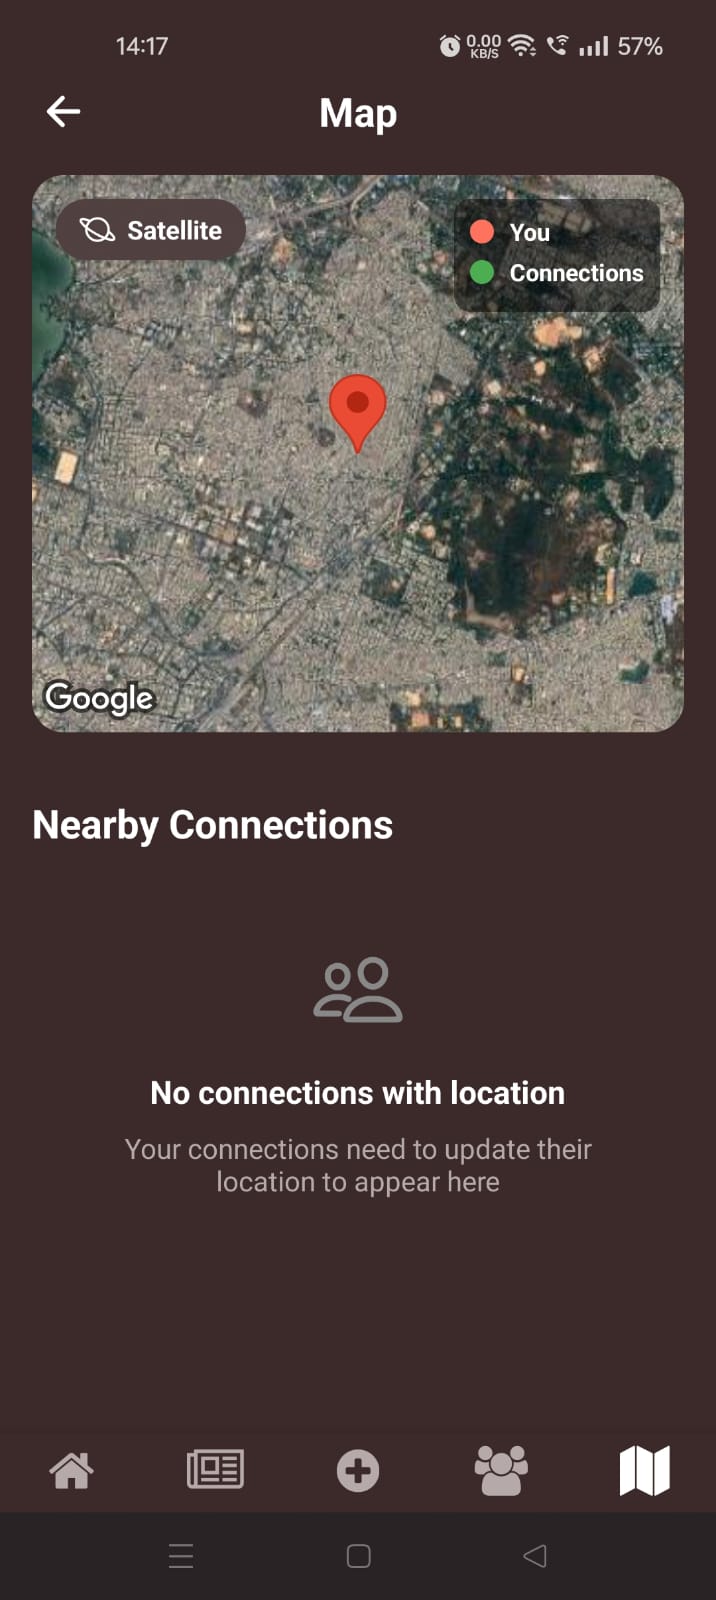 14:17
0.00
KB/S
57%
Map
Satellite
You
Connections
Google
Nearby Connections
No connections with location
Your connections need to update their
location to appear here